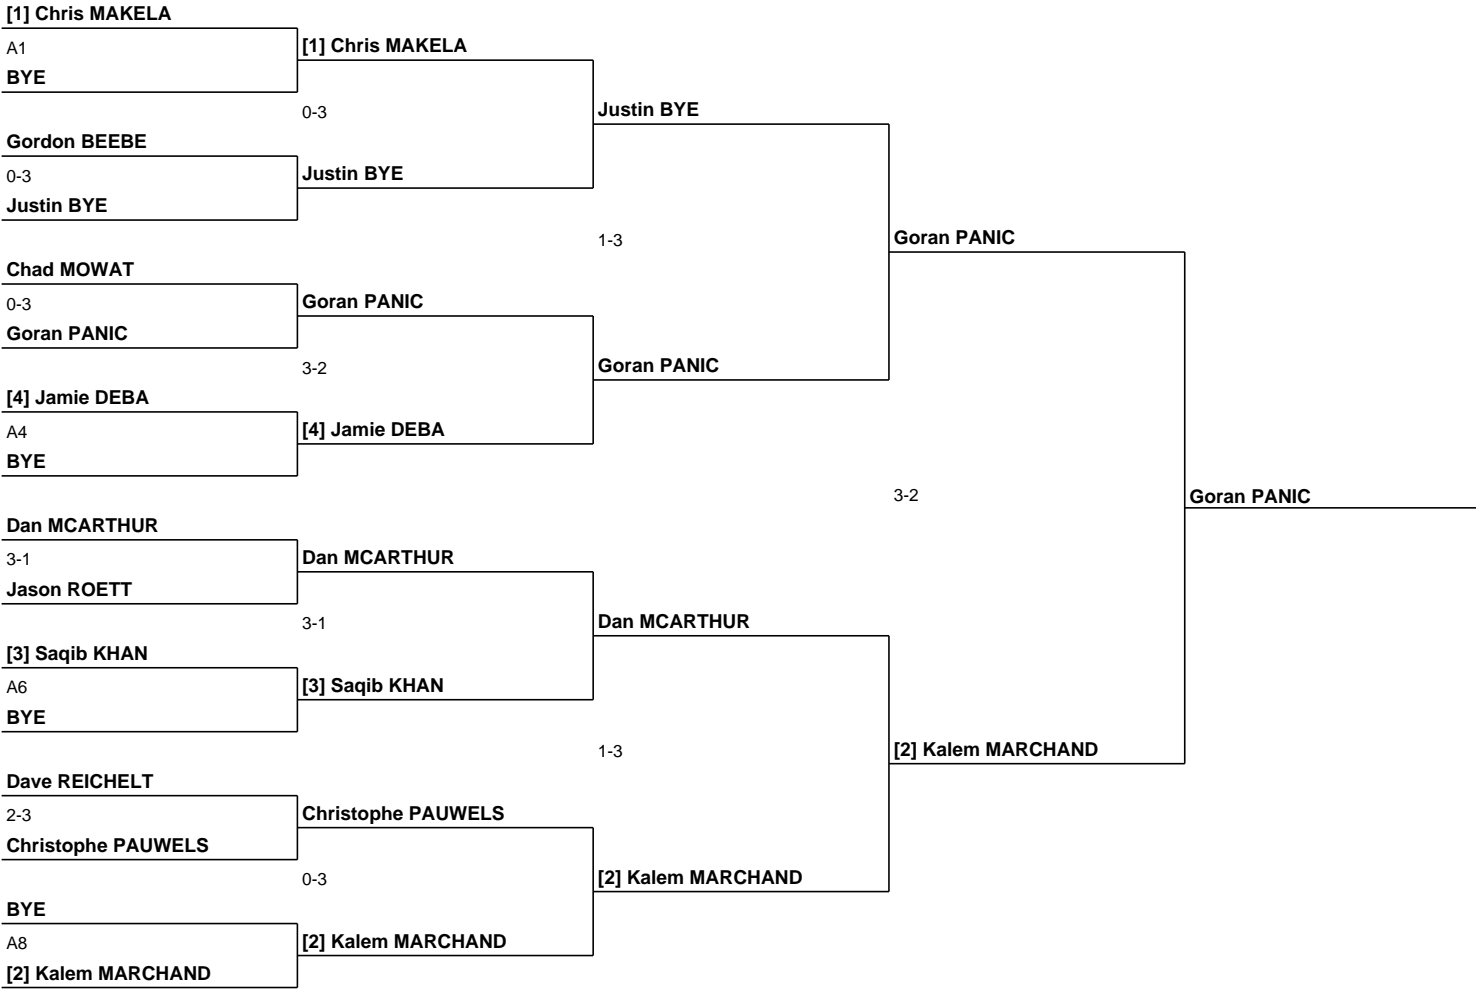 [1] Chris MAKELA
A1
BYE
[1] Chris MAKELA
0-3
Gordon BEEBE
0-3
Justin BYE
Justin BYE
Justin BYE
1-3
Chad MOWAT
0-3
Goran PANIC
Goran PANIC
3-2
[4] Jamie DEBA
A4
BYE
[4] Jamie DEBA
Goran PANIC
Goran PANIC
3-2
Goran PANIC
Dan MCARTHUR
3-1
Jason ROETT
Dan MCARTHUR
3-1
[3] Saqib KHAN
A6
BYE
[3] Saqib KHAN
Dan MCARTHUR
1-3
[2] Kalem MARCHAND
Dave REICHELT
2-3
Christophe PAUWELS
Christophe PAUWELS
0-3
BYE
A8
[2] Kalem MARCHAND
[2] Kalem MARCHAND
[2] Kalem MARCHAND